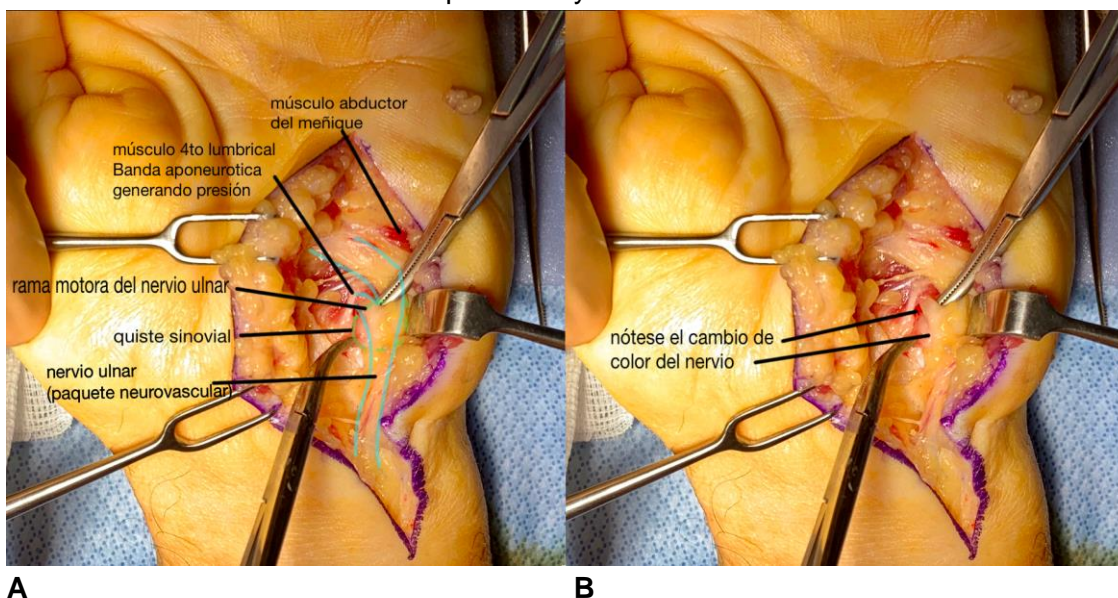 músculo abductor
del meñique
músculo 4to lumbrical
Banda aponeurotica
generando presión
rama motora del nervio ulnar
quiste sinovial
nervio ulnar
(paquete neurovascular)
nótese el cambio de
color del nervio
A
B